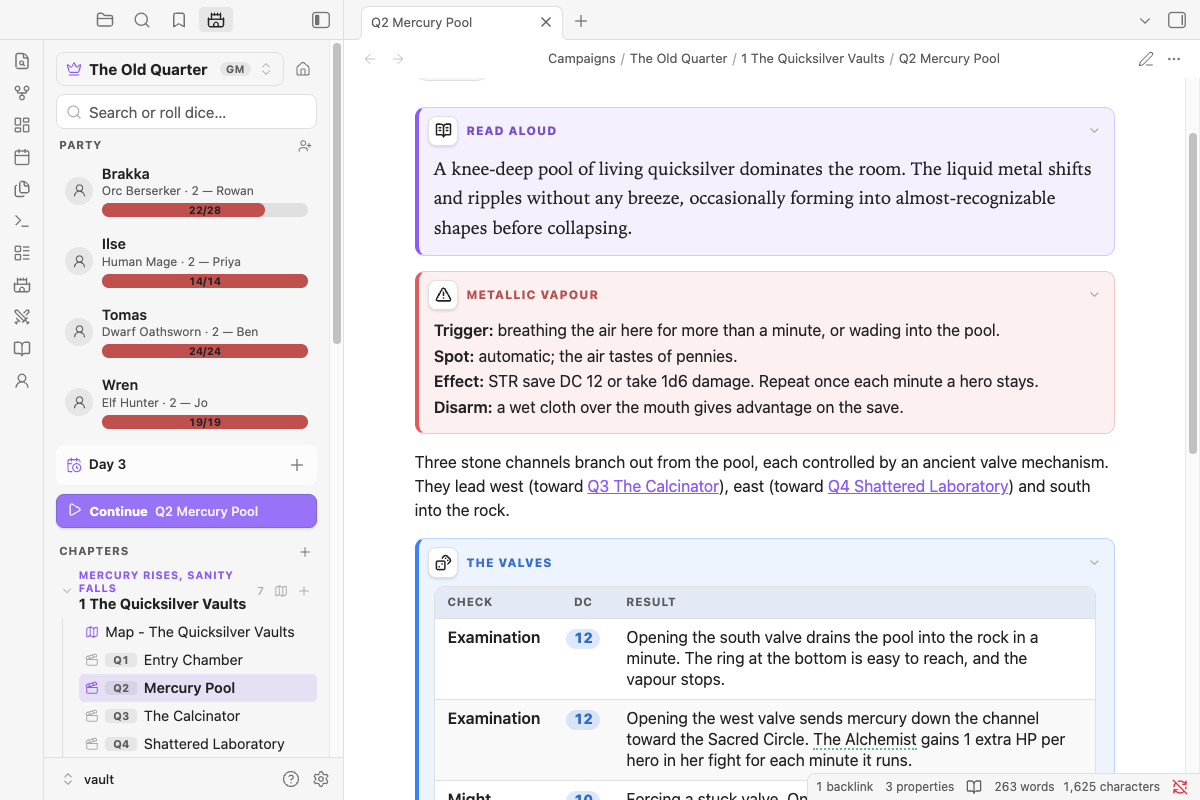 Q2 Mercury Pool
The Old Quarter GM
Search or roll dice...
PARTY
Brakka
Orc Berserker · 2 — Rowan
22/28
Ilse
Human Mage · 2 — Priya
14/14
Tomas
Dwarf Oathsworn · 2 — Ben
24/24
Wren
Elf Hunter · 2 — Jo
19/19
Day 3
Continue Q2 Mercury Pool
CHAPTERS
MERCURY RISES, SANITY
FALLS
7
1 The Quicksilver Vaults
Map - The Quicksilver Vaults
Q1 Entry Chamber
Q2 Mercury Pool
Q3 The Calcinator
Q4 Shattered Laboratory
vault
Campaigns / The Old Quarter / 1 The Quicksilver Vaults / Q2 Mercury Pool
READ ALOUD
A knee-deep pool of living quicksilver dominates the room. The liquid metal shifts
and ripples without any breeze, occasionally forming into almost-recognizable
shapes before collapsing.
METALLIC VAPOUR
Trigger: breathing the air here for more than a minute, or wading into the pool.
Spot: automatic; the air tastes of pennies.
Effect: STR save DC 12 or take 1d6 damage. Repeat once each minute a hero stays.
Disarm: a wet cloth over the mouth gives advantage on the save.
Three stone channels branch out from the pool, each controlled by an ancient valve mechanism.
They lead west (toward Q3 The Calcinator), east (toward Q4 Shattered Laboratory) and south
into the rock.
THE VALVES
CHECK DC RESULT
Examination 12 Opening the south valve drains the pool into the rock in a
minute. The ring at the bottom is easy to reach, and the
vapour stops.
Examination 12 Opening the west valve sends mercury down the channel
toward the Sacred Circle. The Alchemist gains 1 extra HP per
hero in her fight for each minute it runs.
Might 10 Forcing a stuck valve. On
1 backlink 3 properties 263 words 1,625 characters